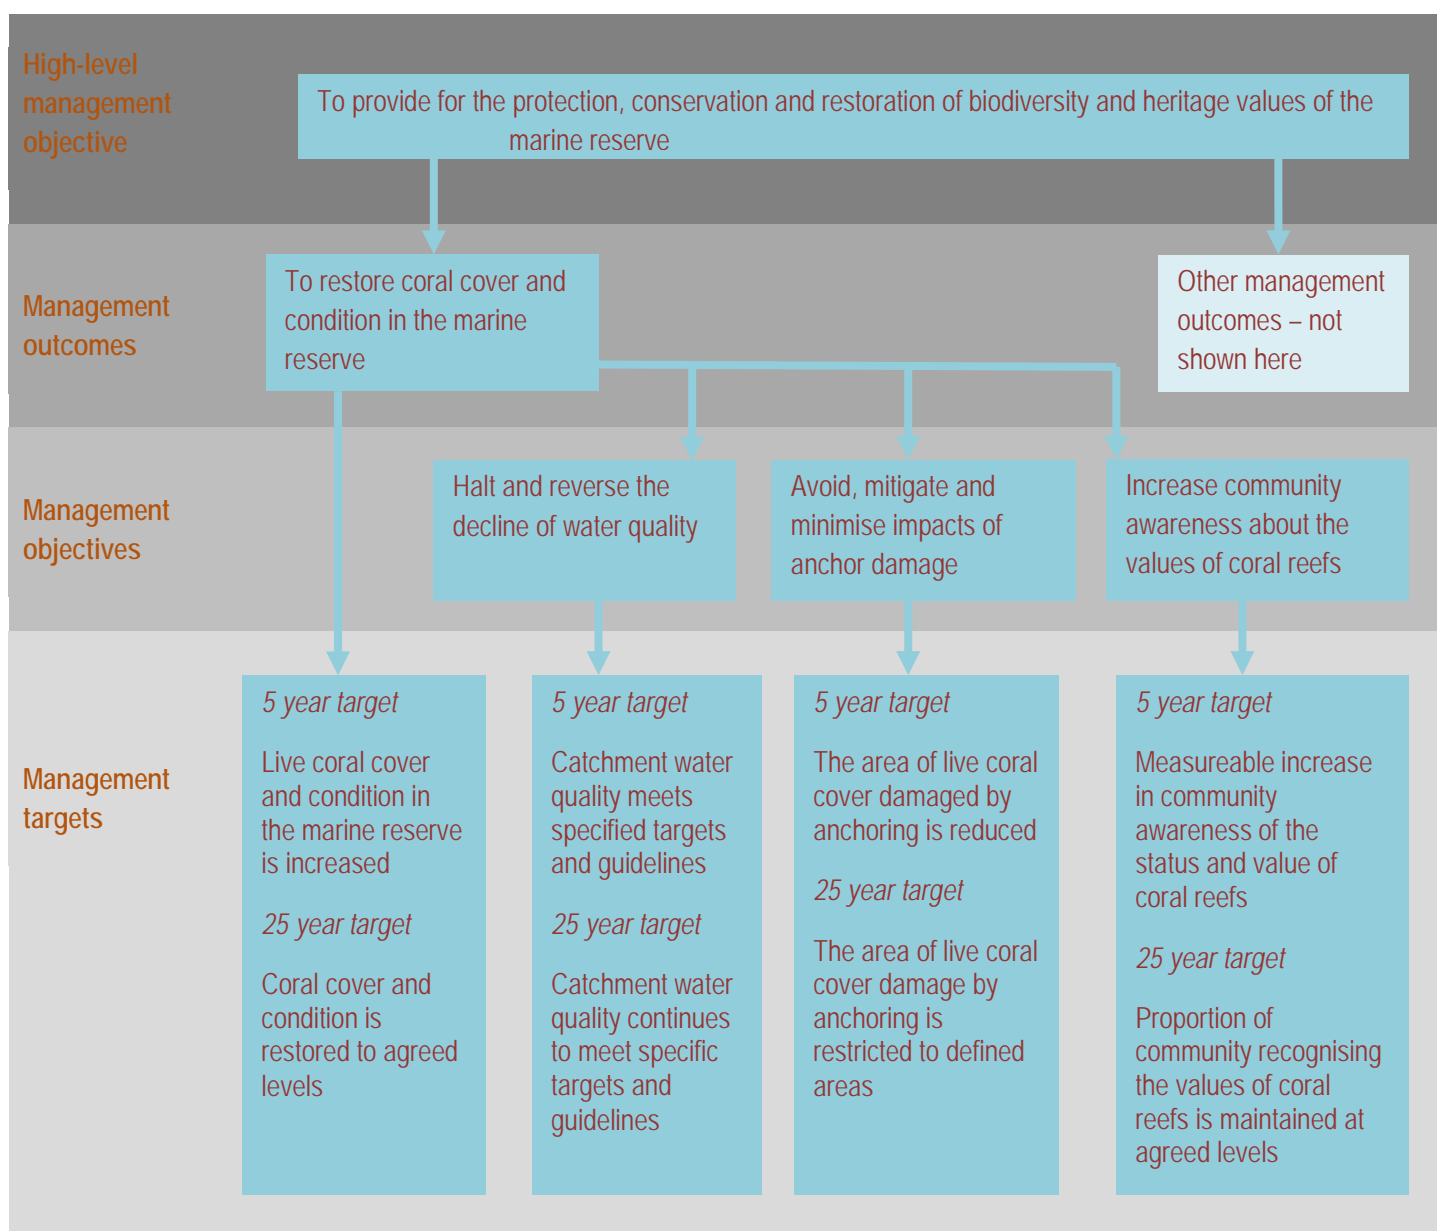 High-level
management
objective
To provide for the protection, conservation and restoration of biodiversity and heritage values of the
marine reserve
Management
outcomes
To restore coral cover and
condition in the marine
reserve
Other management
outcomes – not
shown here
Management
objectives
Halt and reverse the
decline of water quality
Avoid, mitigate and
minimise impacts of
anchor damage
Increase community
awareness about the
values of coral reefs
Management
targets
5 year target
Live coral cover
and condition in
the marine reserve
is increased
25 year target
Coral cover and
condition is
restored to agreed
levels
5 year target
Catchment water
quality meets
specified targets
and guidelines
25 year target
Catchment water
quality continues
to meet specific
targets and
guidelines
5 year target
The area of live coral
cover damaged by
anchoring is reduced
25 year target
The area of live coral
cover damage by
anchoring is
restricted to defined
areas
5 year target
Measureable increase
in community
awareness of the
status and value of
coral reefs
25 year target
Proportion of
community recognising
the values of coral
reefs is maintained at
agreed levels